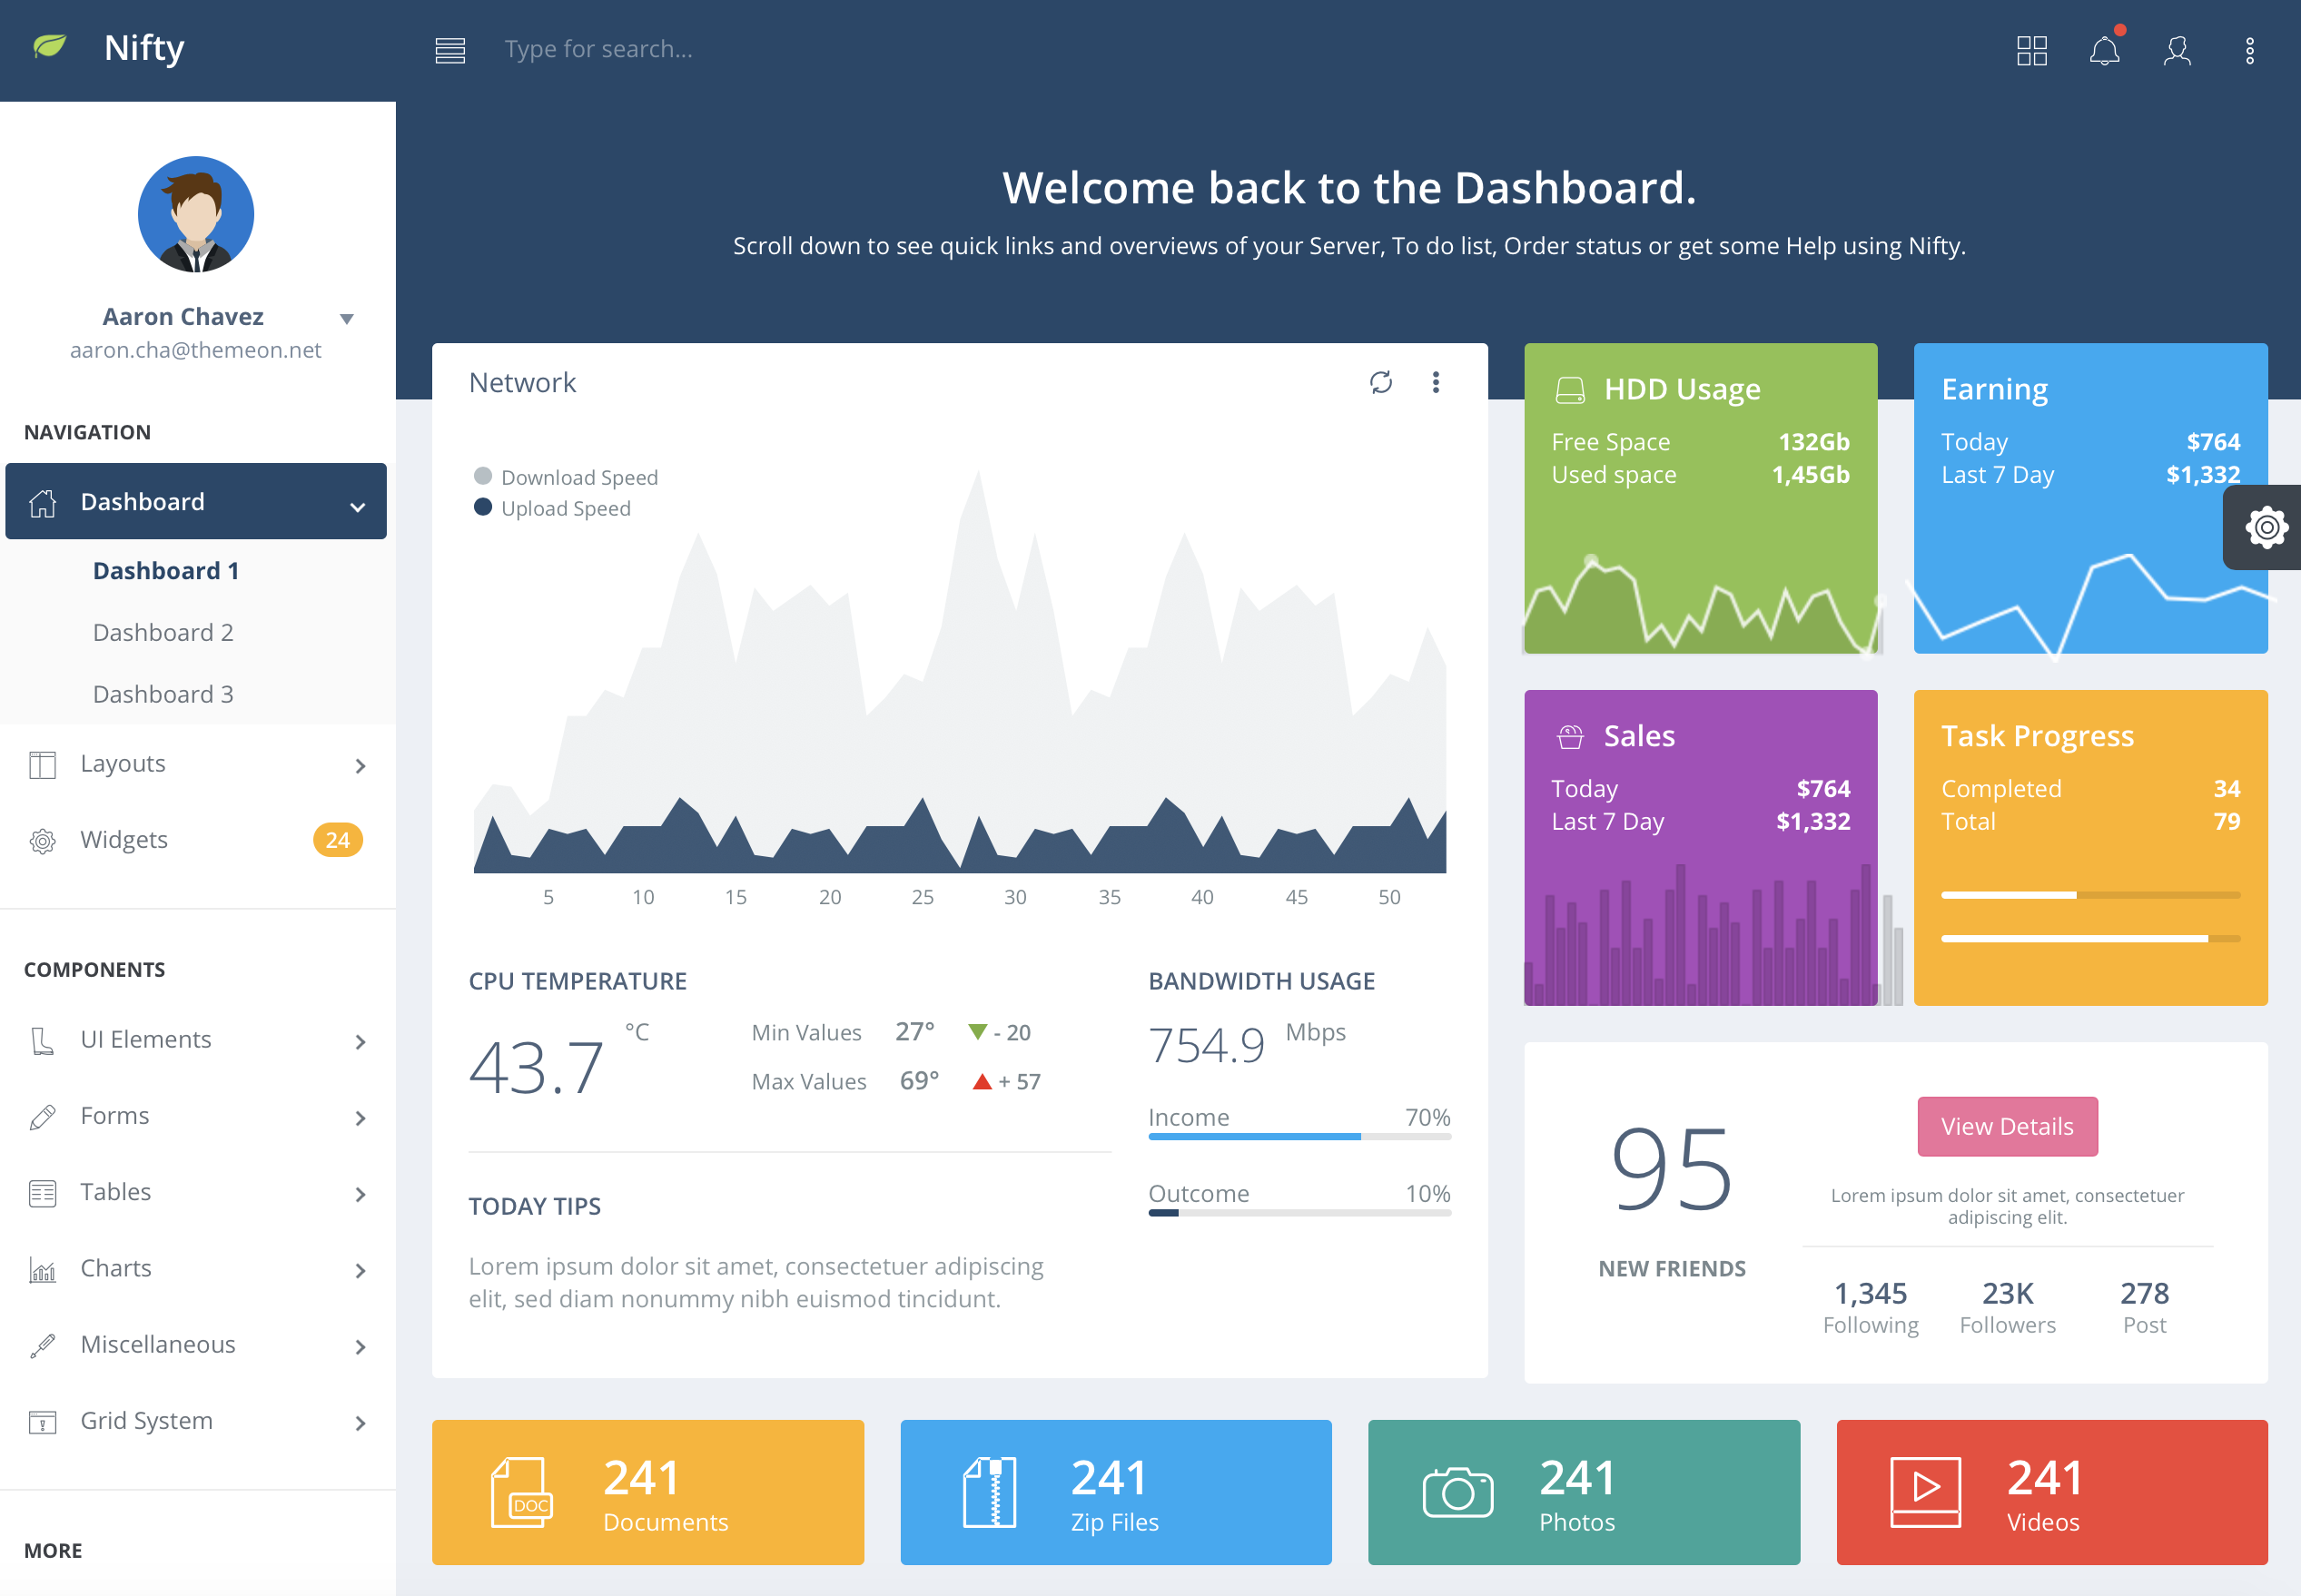 Nifty
Type for search...
Aaron Chavez
aaron.cha@themeon.net
NAVIGATION
Dashboard
Dashboard 1
Dashboard 2
Dashboard 3
Layouts
Widgets 24
COMPONENTS
UI Elements
Forms
Tables
Charts
Miscellaneous
Grid System
MORE
Welcome back to the Dashboard.
Scroll down to see quick links and overviews of your Server, To do list, Order status or get some Help using Nifty.
Network
Download Speed
Upload Speed
5 10 15 20 25 30 35 40 45 50
CPU TEMPERATURE
43.7 °C
Min Values 27° - 20
Max Values 69° + 57
TODAY TIPS
Lorem ipsum dolor sit amet, consectetuer adipiscing
elit, sed diam nonummy nibh euismod tincidunt.
BANDWIDTH USAGE
754.9 Mbps
Income 70%
Outcome 10%
HDD Usage
Free Space 132Gb
Used space 1,45Gb
Earning
Today $764
Last 7 Day $1,332
Sales
Today $764
Last 7 Day $1,332
Task Progress
Completed 34
Total 79
95
NEW FRIENDS
View Details
Lorem ipsum dolor sit amet, consectetuer
adipiscing elit.
1,345 23K 278
Following Followers Post
DOC
241
Documents
241
Zip Files
241
Photos
241
Videos